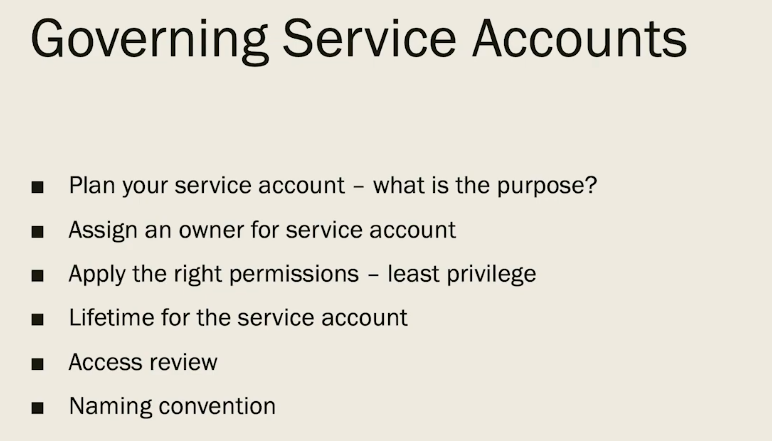 Governing Service Accounts
▪ Plan your service account – what is the purpose?
▪ Assign an owner for service account
▪ Apply the right permissions – least privilege
▪ Lifetime for the service account
▪ Access review
▪ Naming convention